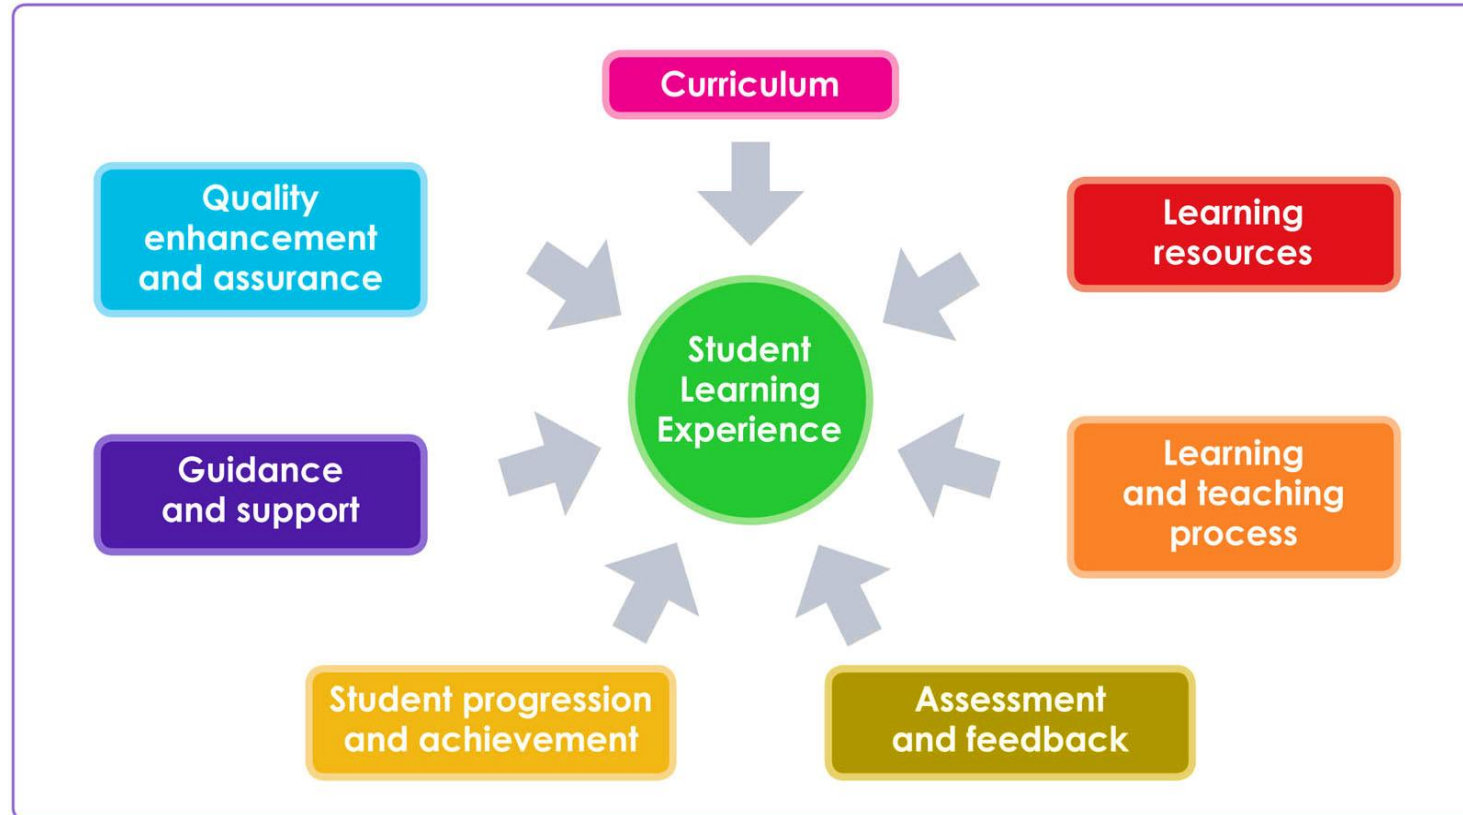 Curriculum
Quality
enhancement
and assurance
Learning
resources
Student
Learning
Experience
Guidance
and support
Learning
and teaching
process
Student progression
and achievement
Assessment
and feedback